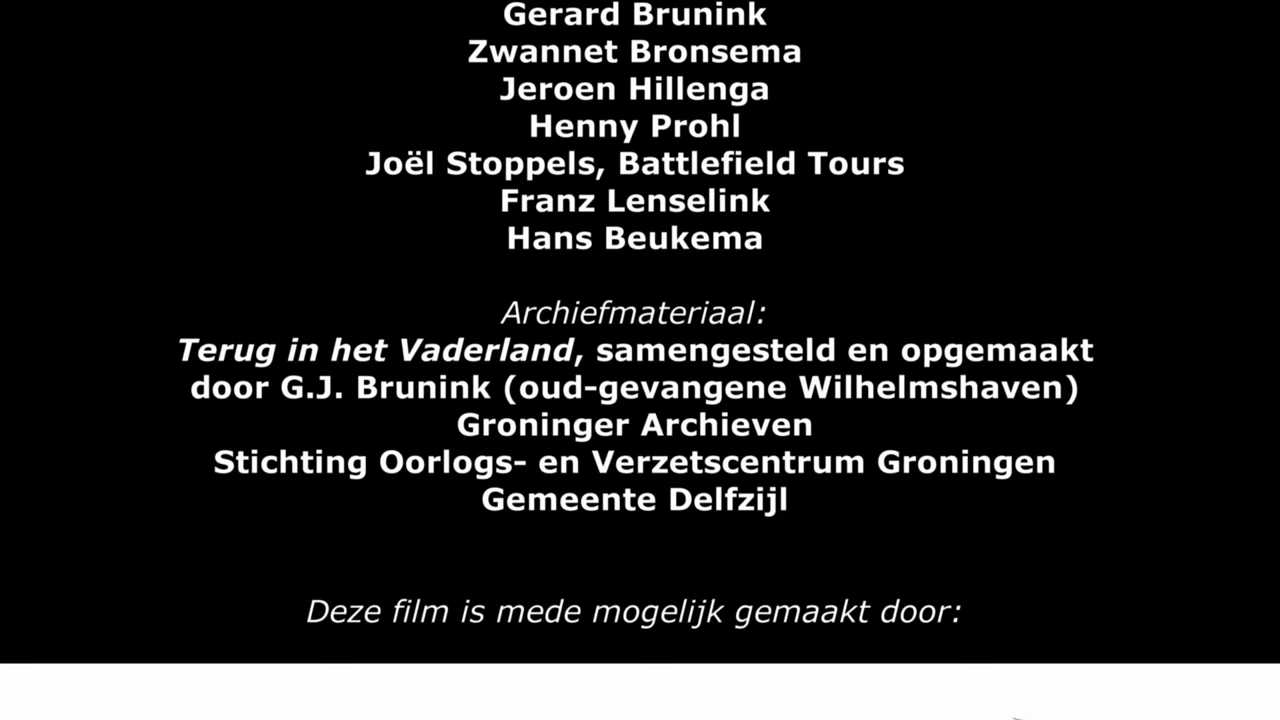 Gerard Brunink
Zwannet Bronsema
Jeroen Hillenga
Henny Prohl
Joël Stoppels, Battlefield Tours
Franz Lenselink
Hans Beukema
Archiefmateriaal:
Terug in het Vaderland, samengesteld en opgemaakt
door G.J. Brunink (oud-gevangene Wilhelmshaven)
Groninger Archieven
Stichting Oorlogs- en Verzetscentrum Groningen
Gemeente Delfzijl
Deze film is mede mogelijk gemaakt door: